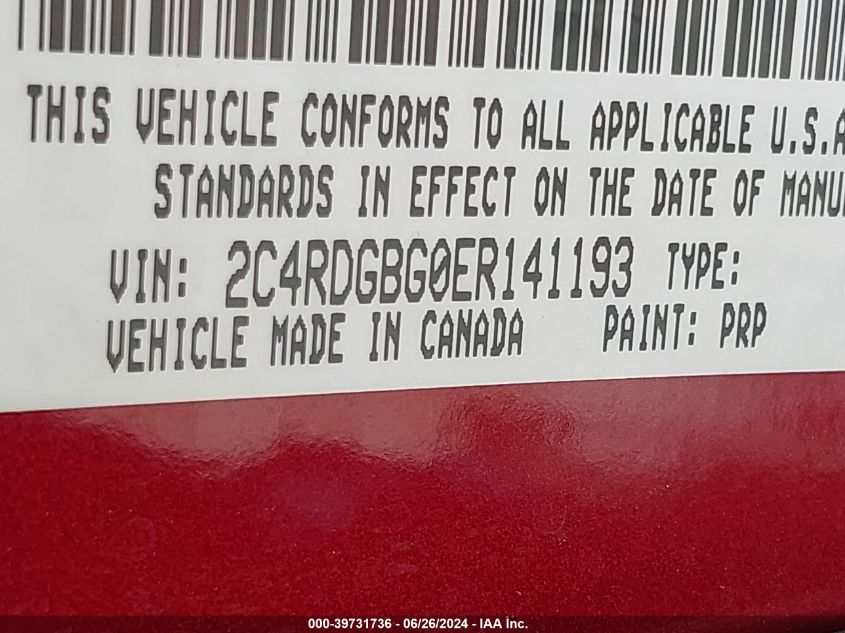 THIS VEHICLE CONFORMS TO ALL APPLICABLE U.S.A
STANDARDS IN EFFECT ON THE DATE OF MANU
VIN: 2C4RDGBG0ER141193 TYPE:
VEHICLE MADE IN CANADA PAINT: PRP
000-39731736 - 06/26/2024 - IAA Inc.